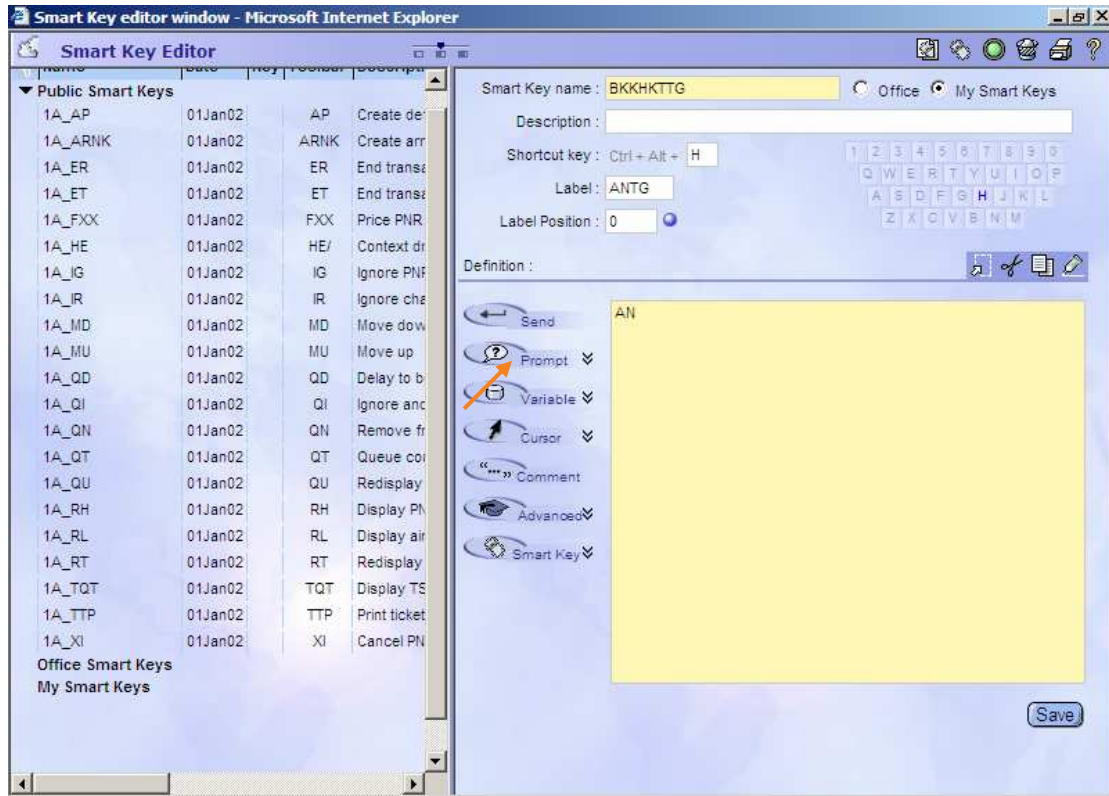 Smart Key editor window - Microsoft Internet Explorer
Smart Key Editor
Public Smart Keys
1A_AP 01Jan02 AP Create de
1A_ARNK 01Jan02 ARNK Create arr
1A_ER 01Jan02 ER End transa
1A_ET 01Jan02 ET End transa
1A_FXX 01Jan02 FXX Price PNR
1A_HE 01Jan02 HE/ Context dr
1A_IG 01Jan02 IG Ignore PNF
1A_IR 01Jan02 IR Ignore cha
1A_MD 01Jan02 MD Move dow
1A_MU 01Jan02 MU Move up
1A_QD 01Jan02 QD Delay to b
1A_QI 01Jan02 QI Ignore and
1A_QN 01Jan02 QN Remove fr
1A_QT 01Jan02 QT Queue cou
1A_QU 01Jan02 QU Redisplay
1A_RH 01Jan02 RH Display PN
1A_RL 01Jan02 RL Display air
1A_RT 01Jan02 RT Redisplay
1A_TQT 01Jan02 TQT Display TS
1A_TTP 01Jan02 TTP Print ticket
1A_XI 01Jan02 XI Cancel PN
Office Smart Keys
My Smart Keys
Smart Key name : BKKHKTTG Office My Smart Keys
Description :
Shortcut key : Ctrl + Alt + H
Label : ANTG
Label Position : 0
1 2 3 4 5 6 7 8 9 0
Q W E R T Y U I O P
A S D F G H J K L
Z X C V B N M
Definition :
Send
Prompt
Variable
Cursor
Comment
Advanced
Smart Key
AN
Save